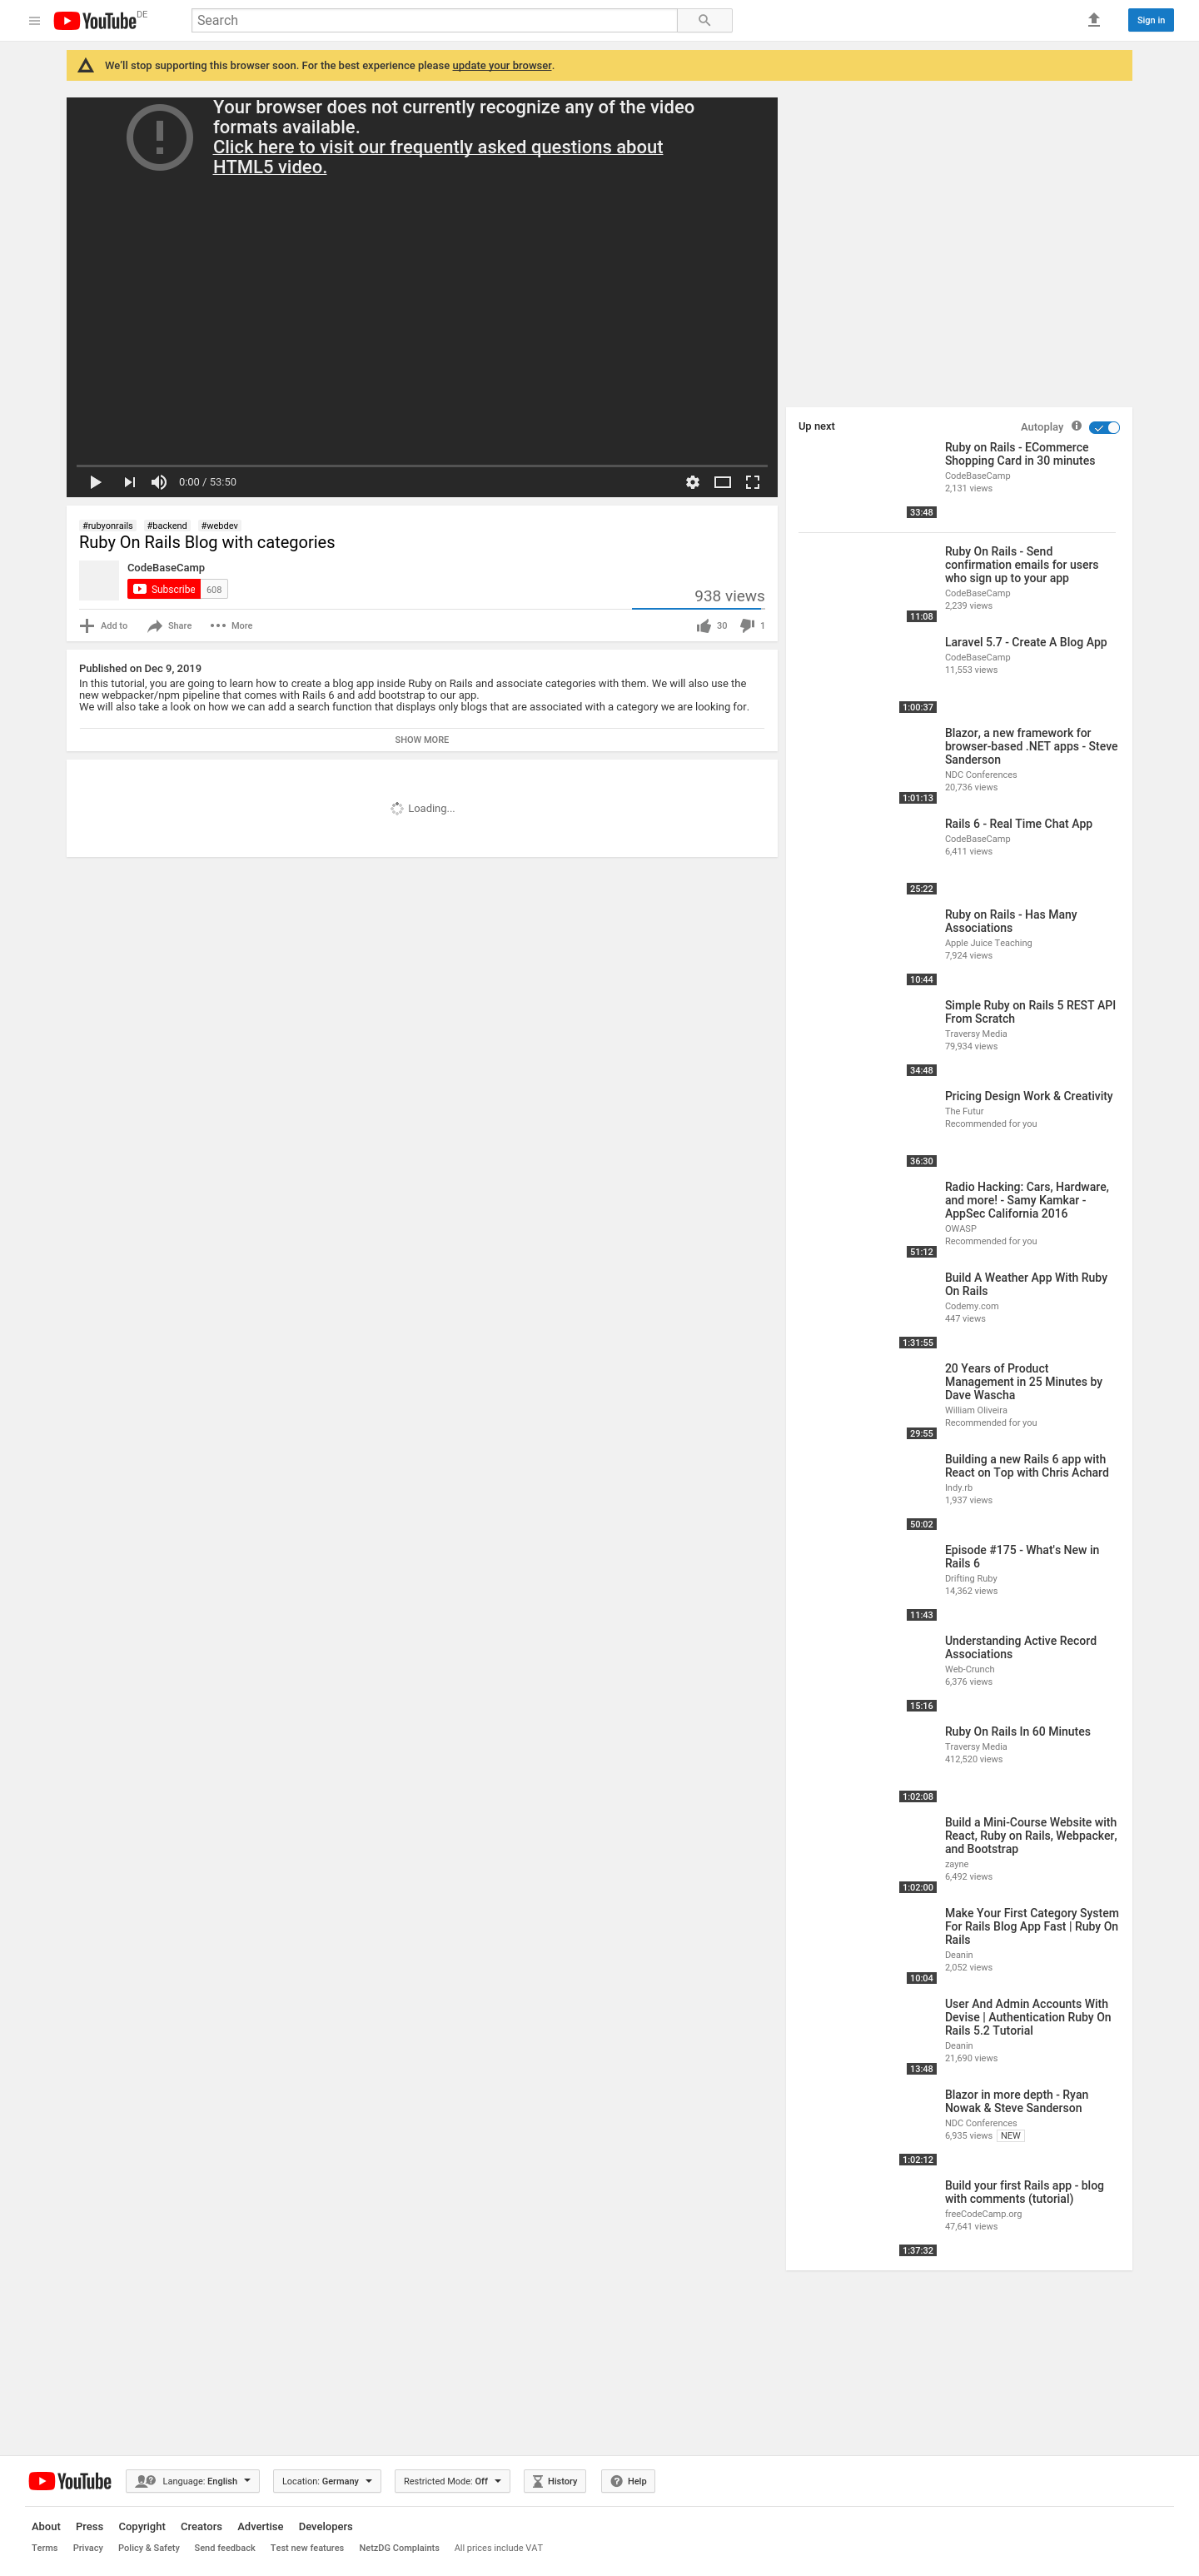 YouTube DE
Search
Sign in
We'll stop supporting this browser soon. For the best experience please update your browser.
Your browser does not currently recognize any of the video
formats available.
Click here to visit our frequently asked questions about
HTML5 video.
0:00 / 53:50
#rubyonrails #backend #webdev
Ruby On Rails Blog with categories
CodeBaseCamp
Subscribe 608
938 views
Add to Share More 30 1
Published on Dec 9, 2019
In this tutorial, you are going to learn how to create a blog app inside Ruby on Rails and associate categories with them. We will also use the
new webpacker/npm pipeline that comes with Rails 6 and add bootstrap to our app.
We will also take a look on how we can add a search function that displays only blogs that are associated with a category we are looking for.
SHOW MORE
Loading...
Up next Autoplay
Ruby on Rails - ECommerce
Shopping Card in 30 minutes
CodeBaseCamp
2,131 views
33:48
Ruby On Rails - Send
confirmation emails for users
who sign up to your app
CodeBaseCamp
2,239 views
11:08
Laravel 5.7 - Create A Blog App
CodeBaseCamp
11,553 views
1:00:37
Blazor, a new framework for
browser-based .NET apps - Steve
Sanderson
NDC Conferences
20,736 views
1:01:13
Rails 6 - Real Time Chat App
CodeBaseCamp
6,411 views
25:22
Ruby on Rails - Has Many
Associations
Apple Juice Teaching
7,924 views
10:44
Simple Ruby on Rails 5 REST API
From Scratch
Traversy Media
79,934 views
34:48
Pricing Design Work & Creativity
The Futur
Recommended for you
36:30
Radio Hacking: Cars, Hardware,
and more! - Samy Kamkar -
AppSec California 2016
OWASP
Recommended for you
51:12
Build A Weather App With Ruby
On Rails
Codemy.com
447 views
1:31:55
20 Years of Product
Management in 25 Minutes by
Dave Wascha
William Oliveira
Recommended for you
29:55
Building a new Rails 6 app with
React on Top with Chris Achard
Indy.rb
1,937 views
50:02
Episode #175 - What's New in
Rails 6
Drifting Ruby
14,362 views
11:43
Understanding Active Record
Associations
Web-Crunch
6,376 views
15:16
Ruby On Rails In 60 Minutes
Traversy Media
412,520 views
1:02:08
Build a Mini-Course Website with
React, Ruby on Rails, Webpacker,
and Bootstrap
zayne
6,492 views
1:02:00
Make Your First Category System
For Rails Blog App Fast | Ruby On
Rails
Deanin
2,052 views
10:04
User And Admin Accounts With
Devise | Authentication Ruby On
Rails 5.2 Tutorial
Deanin
21,690 views
13:48
Blazor in more depth - Ryan
Nowak & Steve Sanderson
NDC Conferences
6,935 views NEW
1:02:12
Build your first Rails app - blog
with comments (tutorial)
freeCodeCamp.org
47,641 views
1:37:32
YouTube Language: English Location: Germany Restricted Mode: Off History Help
About Press Copyright Creators Advertise Developers
Terms Privacy Policy & Safety Send feedback Test new features NetzDG Complaints All prices include VAT